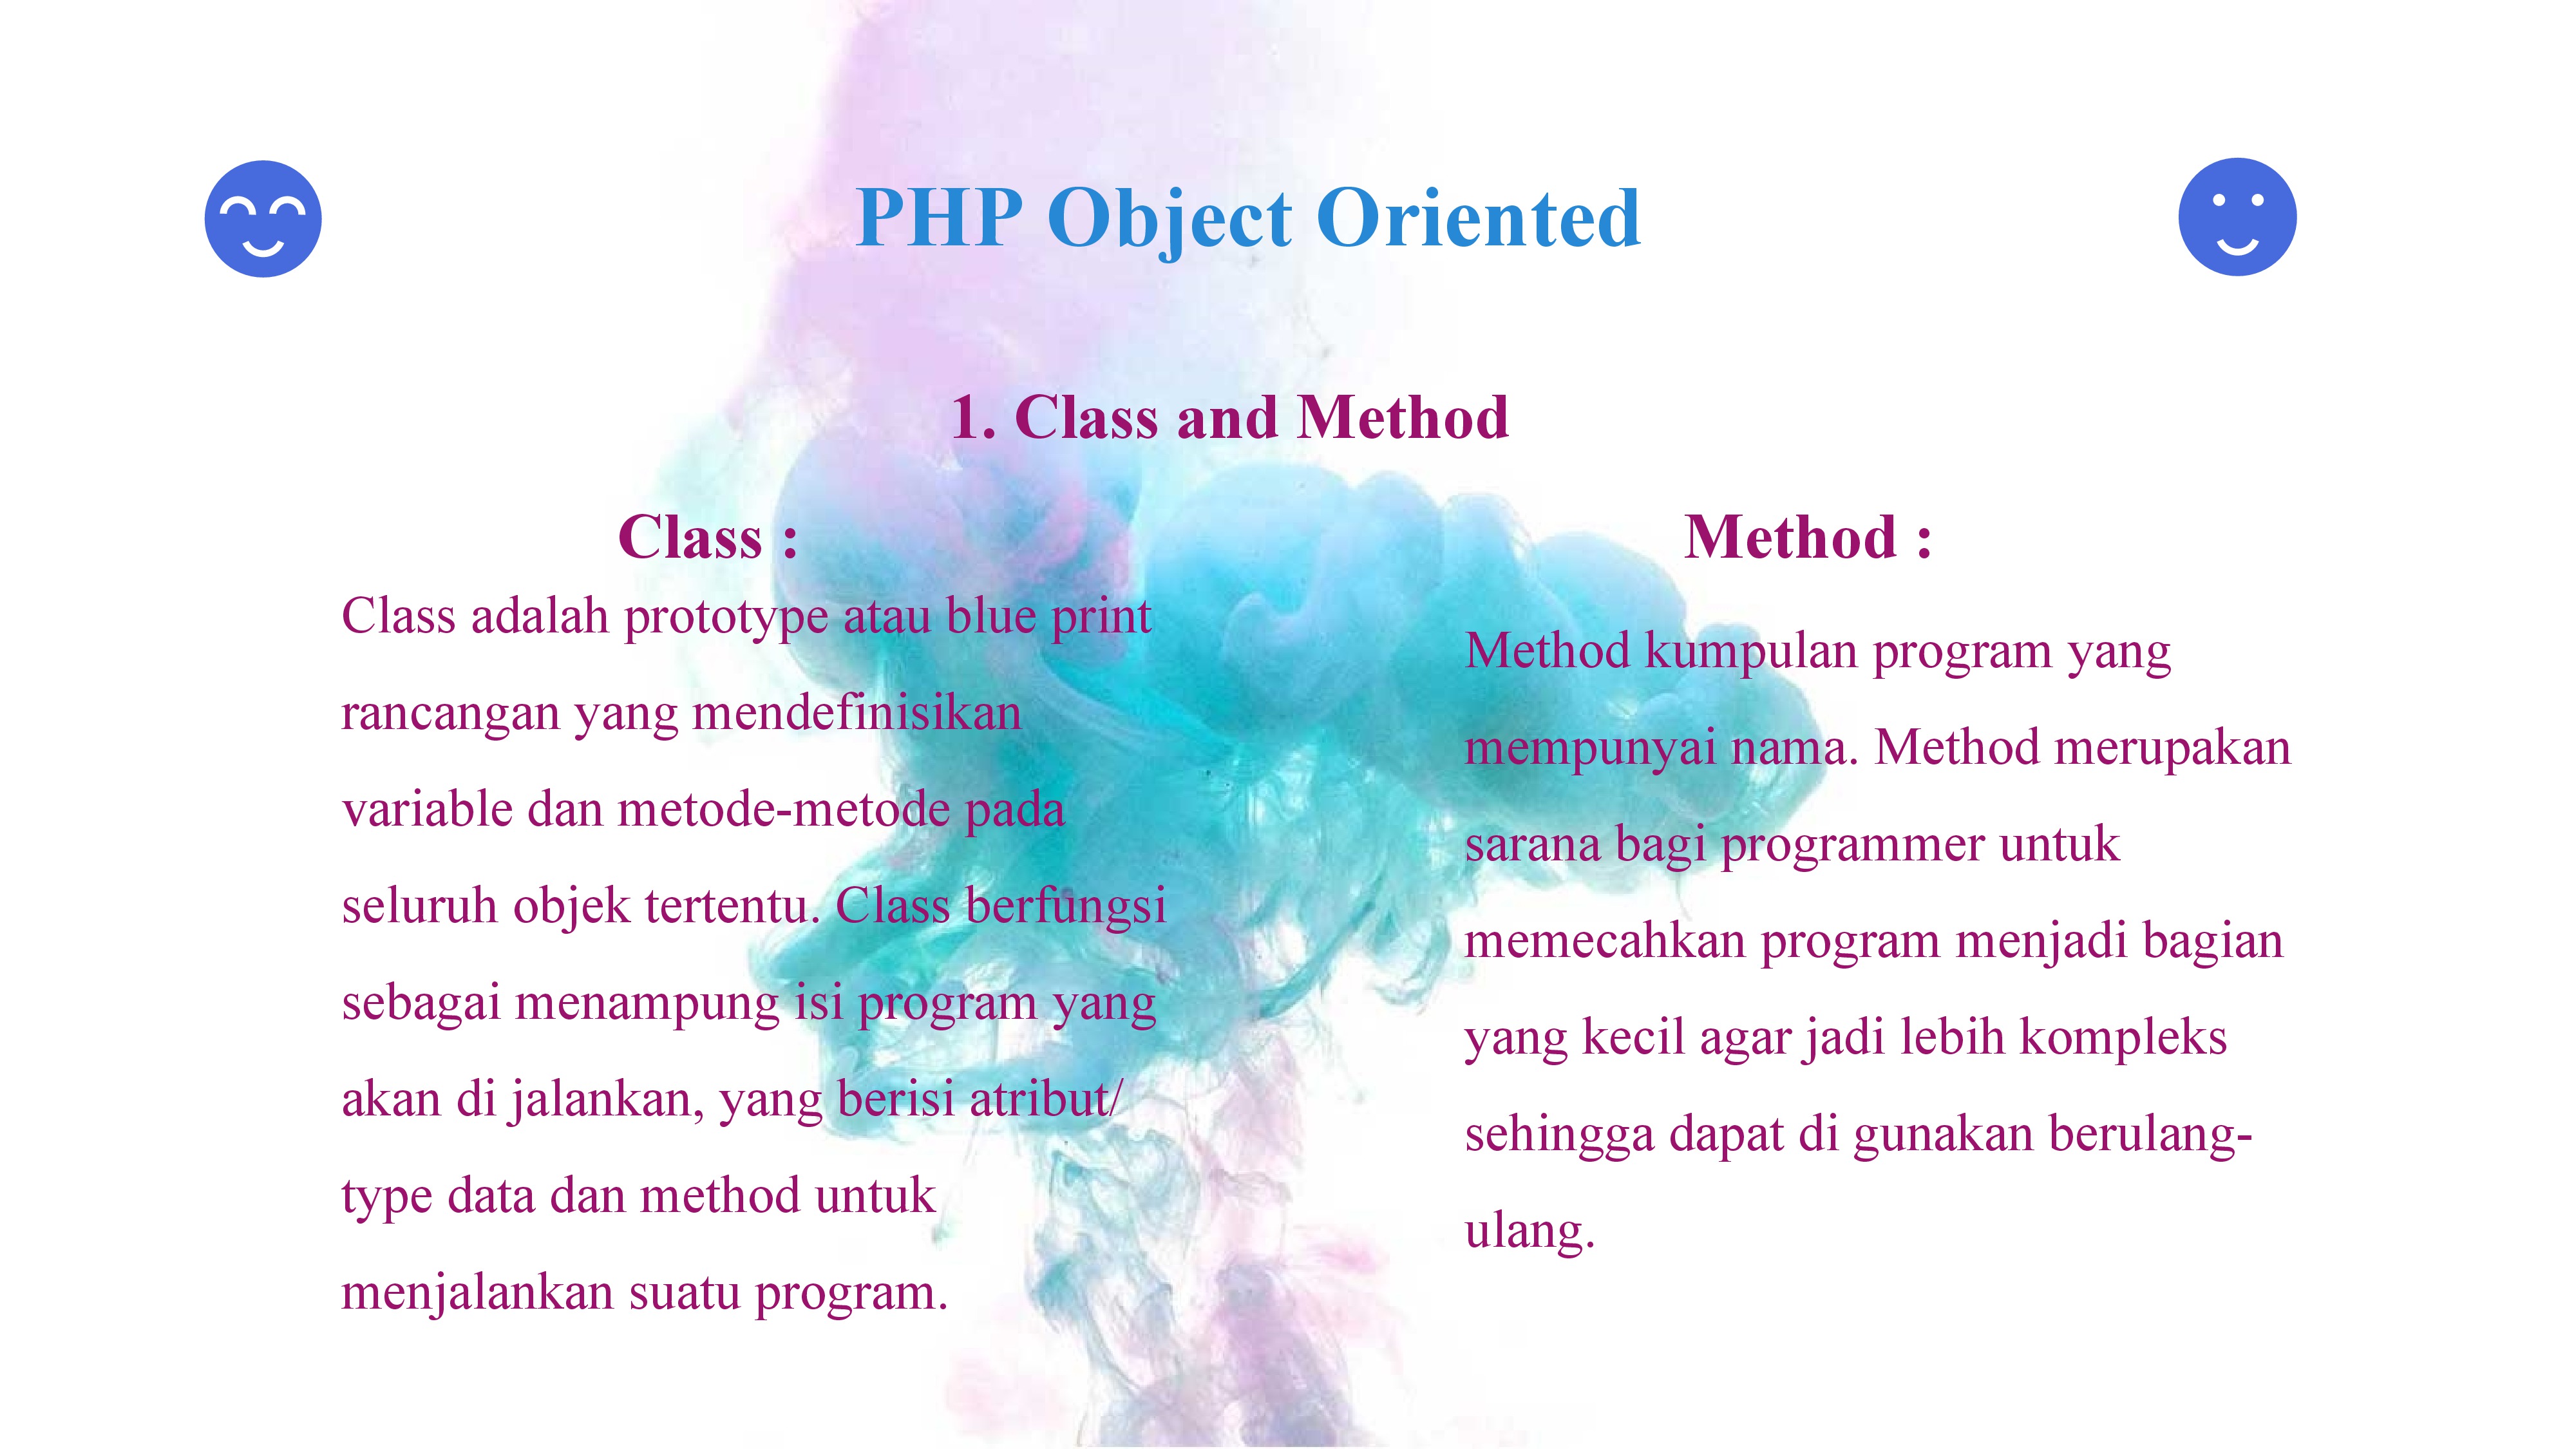 PHP Object Oriented
1. Class and Method
Class :
Class adalah prototype atau blue print
rancangan yang mendefinisikan
variable dan metode-metode pada
seluruh objek tertentu. Class berfungsi
sebagai menampung isi program yang
akan di jalankan, yang berisi atribut/
type data dan method untuk
menjalankan suatu program.
Method :
Method kumpulan program yang
mempunyai nama. Method merupakan
sarana bagi programmer untuk
memecahkan program menjadi bagian
yang kecil agar jadi lebih kompleks
sehingga dapat di gunakan berulang-
ulang.